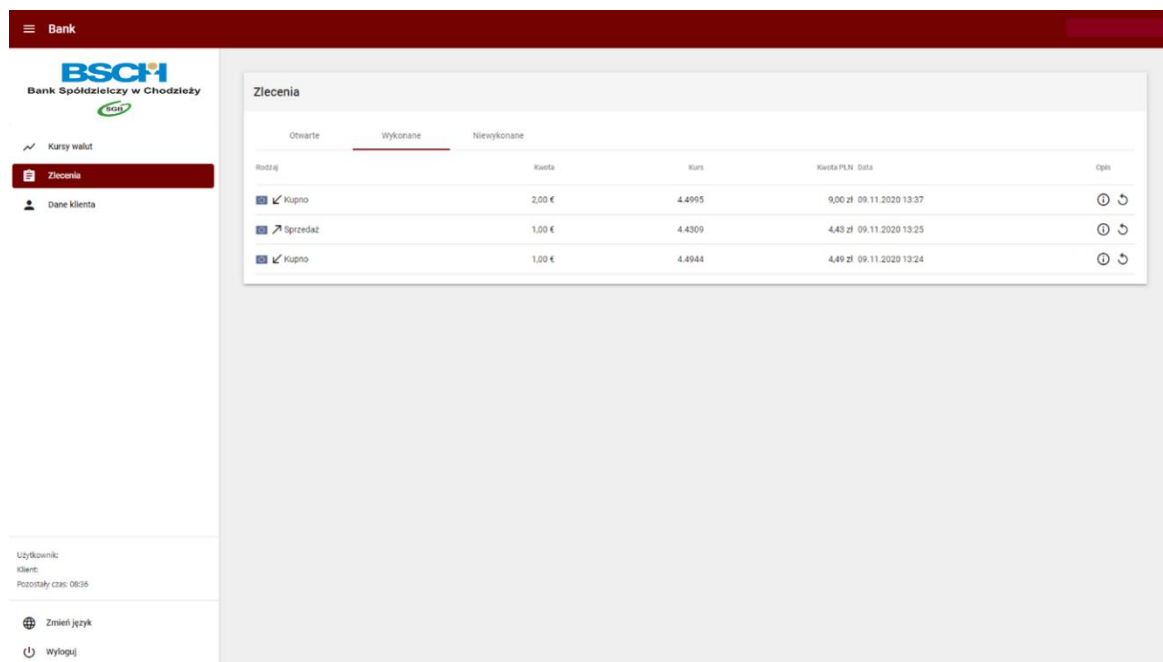 Bank
BSCH
Bank Spółdzielczy w Chodzieży
SGB
Kursy walut
Zlecenia
Dane klienta
Użytkownik:
Klient:
Pozostały czas: 08:36
Zmień język
Wyloguj
Zlecenia
Otwarte Wykonane Niewykonane
Rodzaj Kwota Kurs Kwota PLN Data Opis
Kupno 2,00 € 4.4995 9,00 zł 09.11.2020 13:37
Sprzedaż 1,00 € 4.4309 4,43 zł 09.11.2020 13:25
Kupno 1,00 € 4.4944 4,49 zł 09.11.2020 13:24